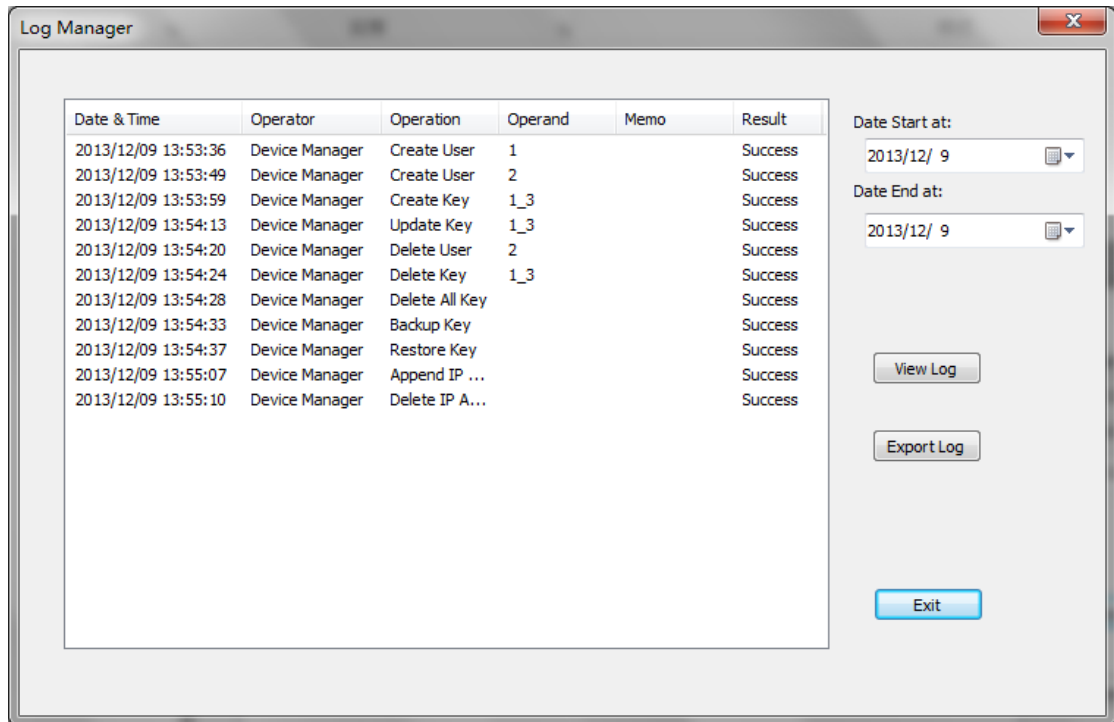 Log Manager
Date & Time Operator Operation Operand Memo Result
2013/12/09 13:53:36 Device Manager Create User 1 Success
2013/12/09 13:53:49 Device Manager Create User 2 Success
2013/12/09 13:53:59 Device Manager Create Key 1_3 Success
2013/12/09 13:54:13 Device Manager Update Key 1_3 Success
2013/12/09 13:54:20 Device Manager Delete User 2 Success
2013/12/09 13:54:24 Device Manager Delete Key 1_3 Success
2013/12/09 13:54:28 Device Manager Delete All Key Success
2013/12/09 13:54:33 Device Manager Backup Key Success
2013/12/09 13:54:37 Device Manager Restore Key Success
2013/12/09 13:55:07 Device Manager Append IP ... Success
2013/12/09 13:55:10 Device Manager Delete IP A... Success
Date Start at:
2013/12/ 9
Date End at:
2013/12/ 9
View Log
Export Log
Exit